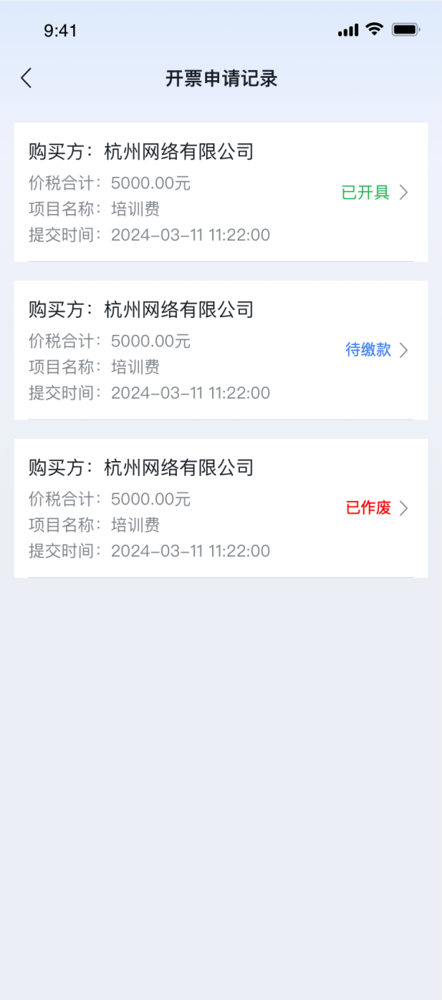 9:41
开票申请记录
购买方：杭州网络有限公司
价税合计：5000.00元
项目名称：培训费
提交时间：2024-03-11 11:22:00
已开具
购买方：杭州网络有限公司
价税合计：5000.00元
项目名称：培训费
提交时间：2024-03-11 11:22:00
待缴款
购买方：杭州网络有限公司
价税合计：5000.00元
项目名称：培训费
提交时间：2024-03-11 11:22:00
已作废